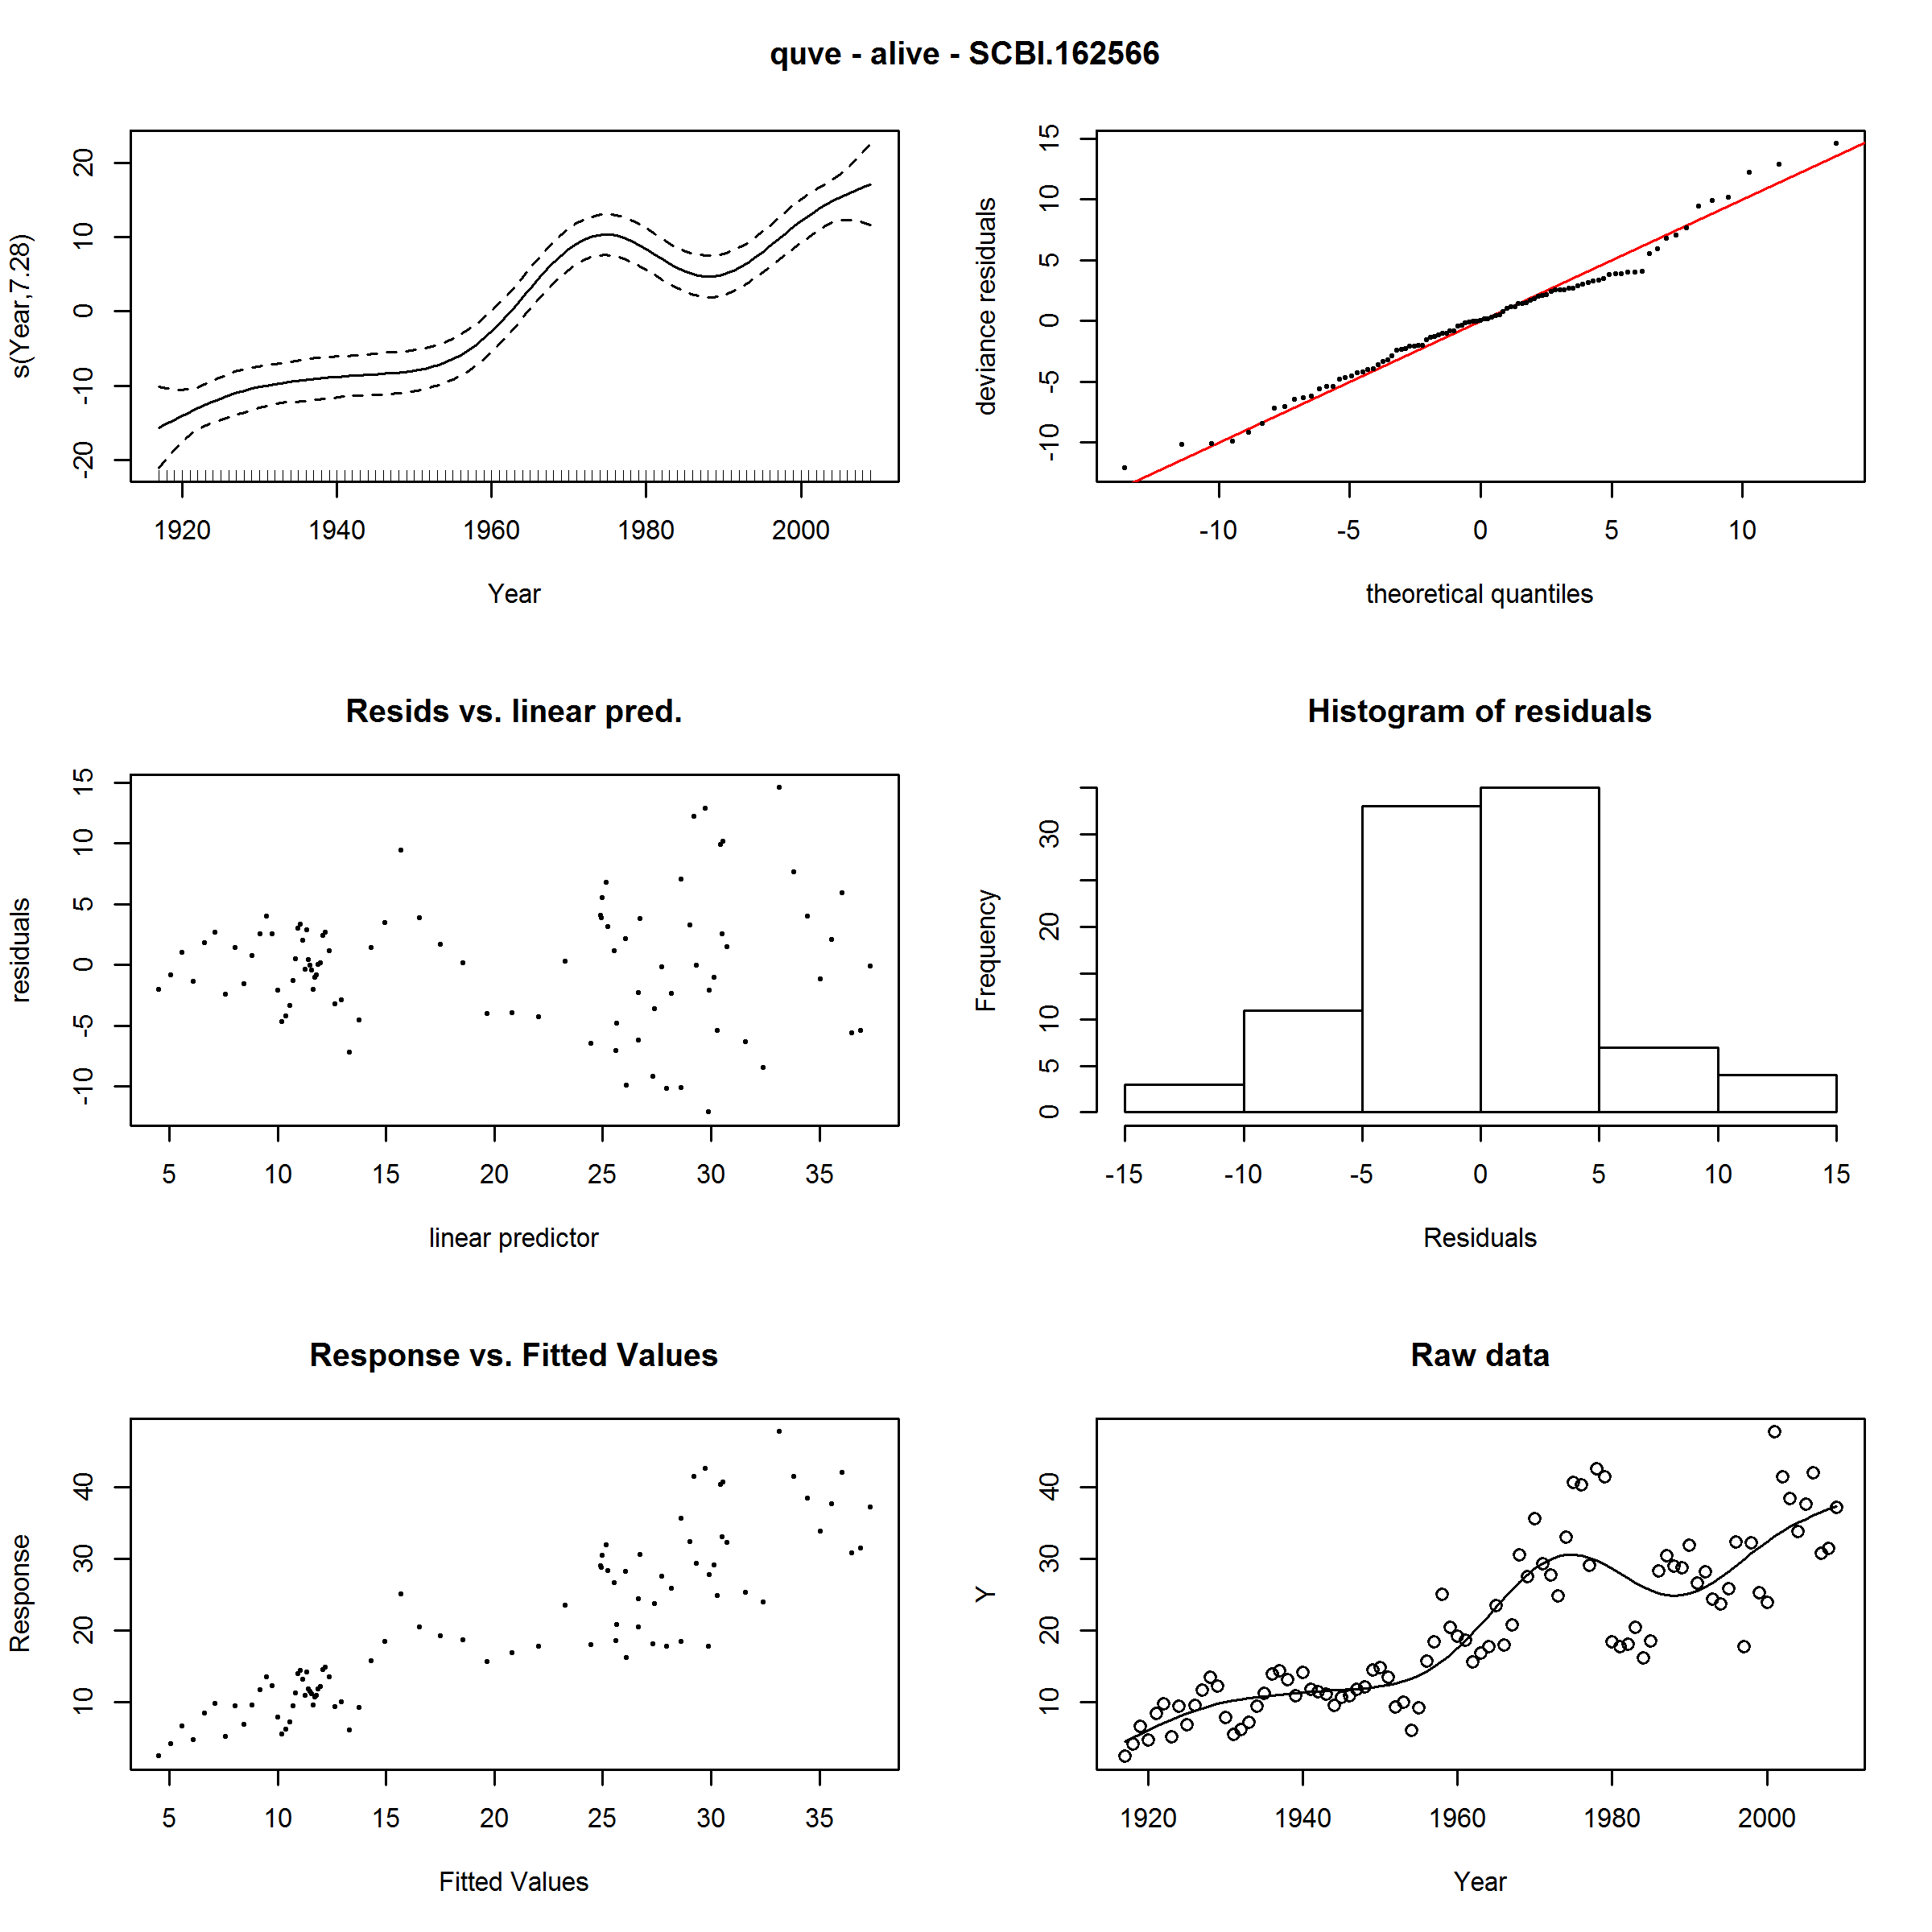 quve - alive - SCBI.162566
s(Year,7.28)
20
10
0
-10
-20
1920 1940 1960 1980 2000
Year
deviance residuals
15
10
5
0
-5
-10
-10 -5 0 5 10
theoretical quantiles
Resids vs. linear pred.
residuals
15
10
5
0
-5
-10
5 10 15 20 25 30 35
linear predictor
Histogram of residuals
Frequency
30
20
10
5
0
-15 -10 -5 0 5 10 15
Residuals
Response vs. Fitted Values
Response
40
30
20
10
5 10 15 20 25 30 35
Fitted Values
Raw data
Y
40
30
20
10
1920 1940 1960 1980 2000
Year